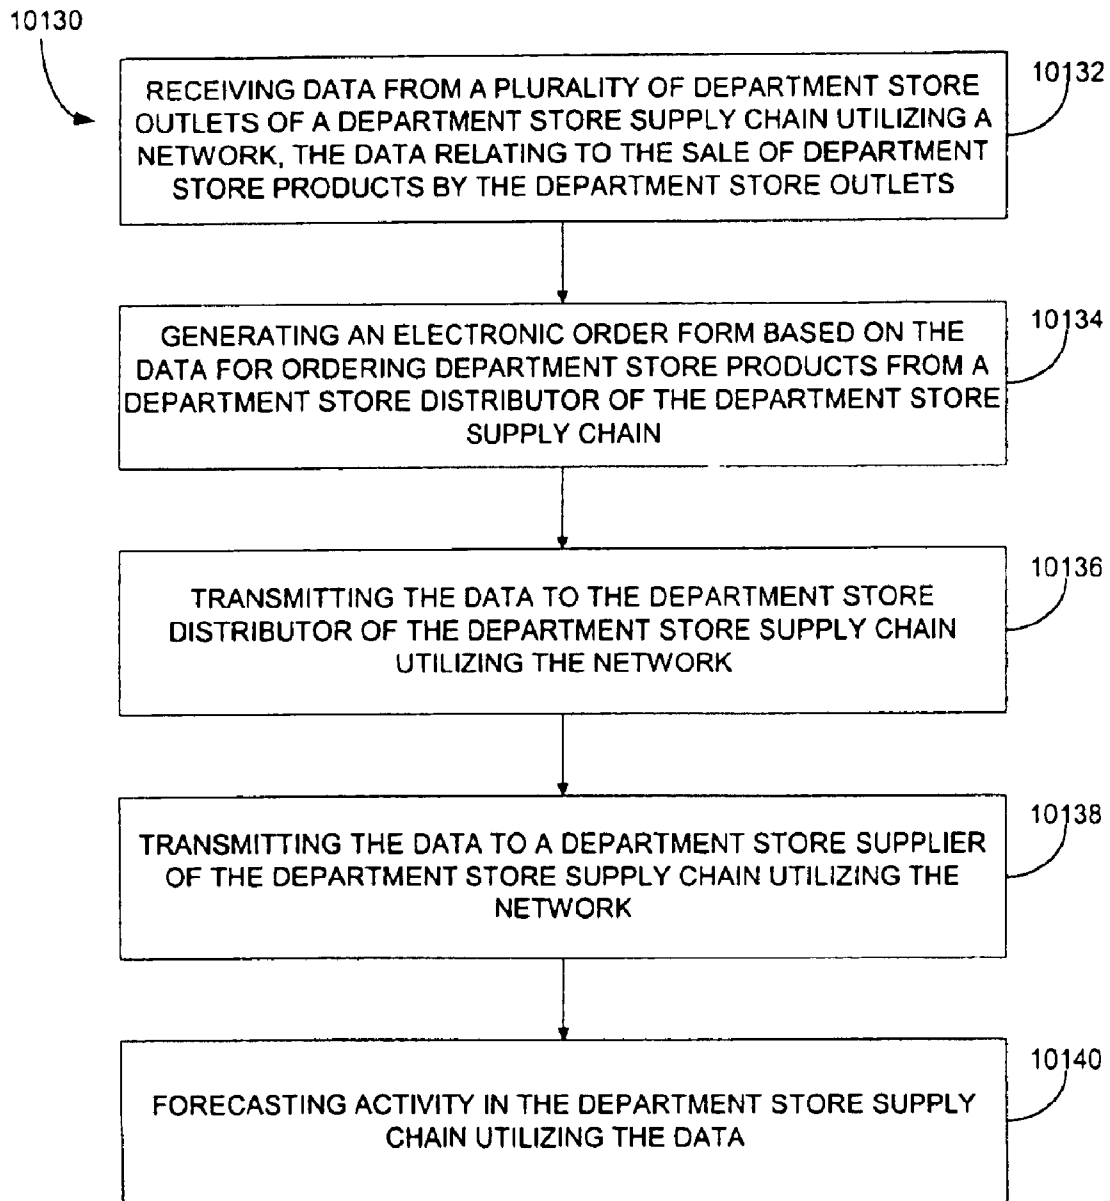 10130
10132
RECEIVING DATA FROM A PLURALITY OF DEPARTMENT STORE
OUTLETS OF A DEPARTMENT STORE SUPPLY CHAIN UTILIZING A
NETWORK, THE DATA RELATING TO THE SALE OF DEPARTMENT
STORE PRODUCTS BY THE DEPARTMENT STORE OUTLETS
10134
GENERATING AN ELECTRONIC ORDER FORM BASED ON THE
DATA FOR ORDERING DEPARTMENT STORE PRODUCTS FROM A
DEPARTMENT STORE DISTRIBUTOR OF THE DEPARTMENT STORE
SUPPLY CHAIN
10136
TRANSMITTING THE DATA TO THE DEPARTMENT STORE
DISTRIBUTOR OF THE DEPARTMENT STORE SUPPLY CHAIN
UTILIZING THE NETWORK
10138
TRANSMITTING THE DATA TO A DEPARTMENT STORE SUPPLIER
OF THE DEPARTMENT STORE SUPPLY CHAIN UTILIZING THE
NETWORK
10140
FORECASTING ACTIVITY IN THE DEPARTMENT STORE SUPPLY
CHAIN UTILIZING THE DATA